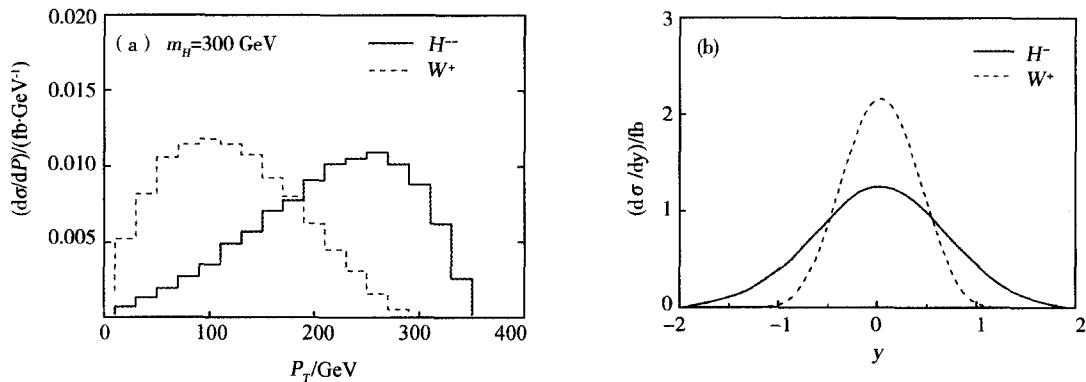 (a) m_H=300 GeV
H^--
W^+
(dσ/dP)/(fb·GeV^-1)
0.020
0.015
0.010
0.005
0 100 200 300 400
P_T/GeV
(b)
H^-
W^+
(dσ/dy)/fb
3
2
1
0
-2 -1 0 1 2
y